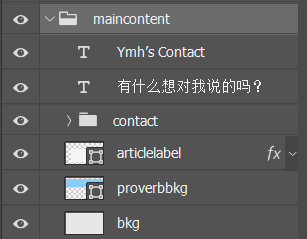 maincontent
T Ymh's Contact
T 有什么想对我说的吗？
contact
articlelabel fx
proverbbkg
bkg